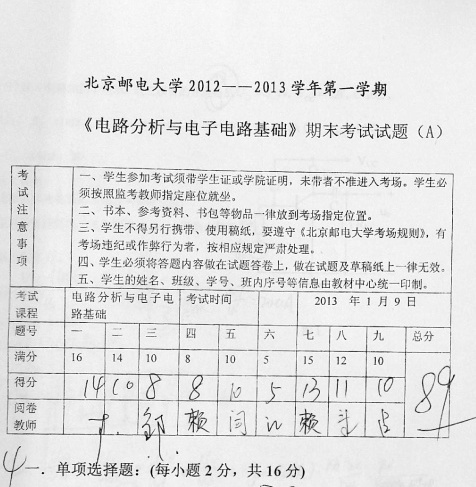 北京邮电大学 2012——2013 学年第一学期
《电路分析与电子电路基础》期末考试试题（A）
考试注意事项
一、学生参加考试须带学生证或学院证明，未带者不准进入考场。学生必
须按照监考教师指定座位就坐。
二、书本、参考资料、书包等物品一律放到考场指定位置。
三、学生不得另行携带、使用稿纸，要遵守《北京邮电大学考场规则》，有
考场违纪或作弊行为者，按相应规定严肃处理。
四、学生必须将答题内容做在试题答卷上，做在试题及草稿纸上一律无效。
五、学生的姓名、班级、学号、班内序号等信息由教材中心统一印制。
考试课程 电路分析与电子电路基础 考试时间 2013 年 1 月 9 日
题号 一 二 三 四 五 六 七 八 九 总分
满分 16 14 10 8 10 5 15 12 10
得分 14 10 8 8 10 5 13 11 10 89
阅卷教师 邹 赖 闫 赖
4
一．单项选择题：(每小题 2 分，共 16 分)